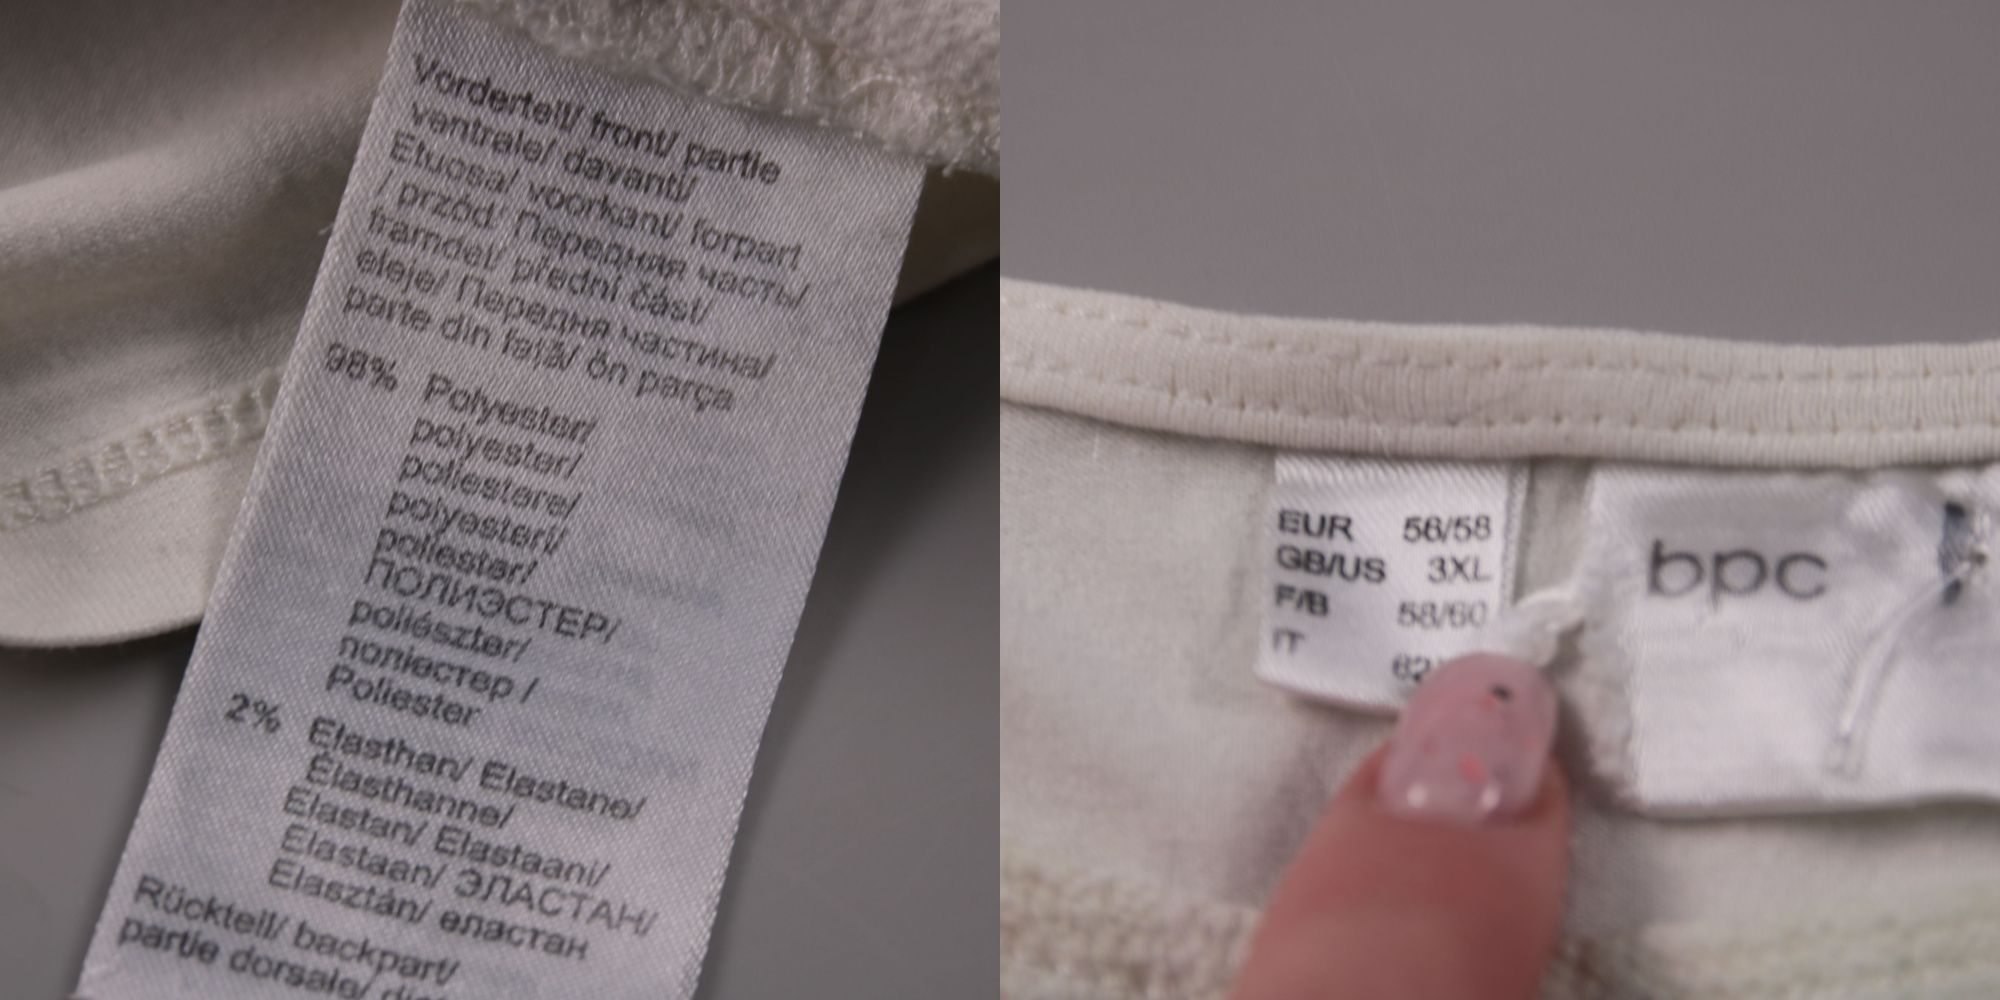 Vorderteil/ front/ partie
ventrale/ davanti/
Etuosa/ voorkant/ forpart
/ przód/ Передняя часть/
framdel/ přední část/
eleje/ Передня частина/
parte din faţă/ ön parça
98% Polyester/
polyester/
poliestere/
polyesteri/
poliester/
ПОЛИЭСТЕР/
poliészter/
поліестер /
Poliester
2% Elasthan/ Elastane/
Élasthanne/
Elastan/ Elastaani/
Elastaan/ ЭЛАСТАН/
Elasztán/ еластан
Rückteil/ backpart/
partie dorsale/
EUR 56/58
GB/US 3XL
F/B 58/60
IT 62
bpc